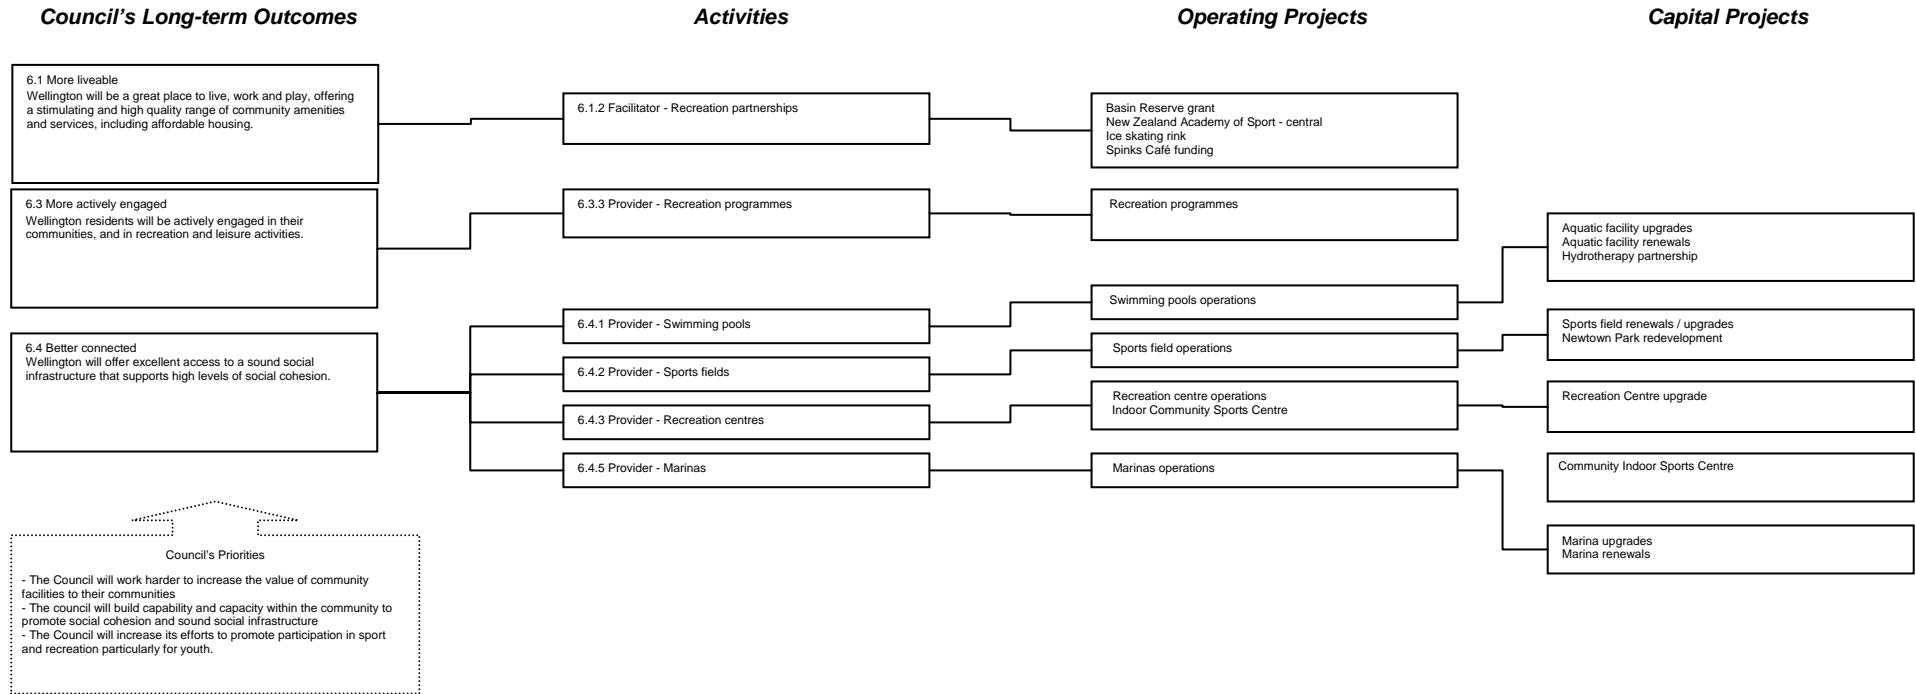 Council's Long-term Outcomes
Activities
Operating Projects
Capital Projects
6.1 More liveable
Wellington will be a great place to live, work and play, offering
a stimulating and high quality range of community amenities
and services, including affordable housing.
6.1.2 Facilitator - Recreation partnerships
Basin Reserve grant
New Zealand Academy of Sport - central
Ice skating rink
Spinks Café funding
6.3 More actively engaged
Wellington residents will be actively engaged in their
communities, and in recreation and leisure activities.
6.3.3 Provider - Recreation programmes
Recreation programmes
Aquatic facility upgrades
Aquatic facility renewals
Hydrotherapy partnership
6.4 Better connected
Wellington will offer excellent access to a sound social
infrastructure that supports high levels of social cohesion.
6.4.1 Provider - Swimming pools
Swimming pools operations
6.4.2 Provider - Sports fields
Sports field operations
Sports field renewals / upgrades
Newtown Park redevelopment
6.4.3 Provider - Recreation centres
Recreation centre operations
Indoor Community Sports Centre
Recreation Centre upgrade
6.4.5 Provider - Marinas
Marinas operations
Community Indoor Sports Centre
Marina upgrades
Marina renewals
Council's Priorities
- The Council will work harder to increase the value of community
facilities to their communities
- The council will build capability and capacity within the community to
promote social cohesion and sound social infrastructure
- The Council will increase its efforts to promote participation in sport
and recreation particularly for youth.